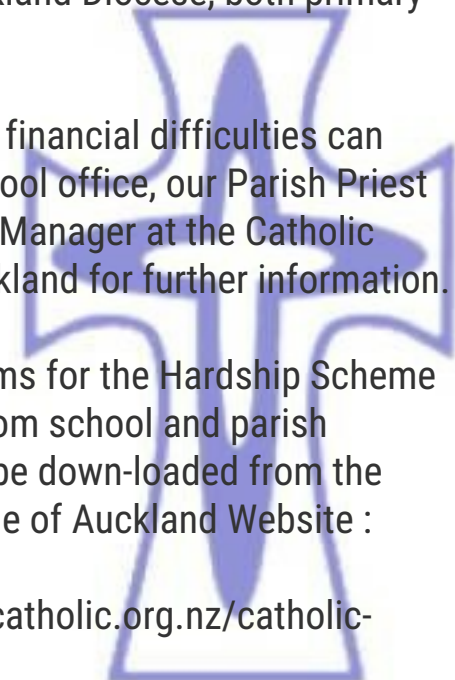 kland Diocese, both primary
financial difficulties can
ool office, our Parish Priest
Manager at the Catholic
kland for further information.
ms for the Hardship Scheme
om school and parish
be down-loaded from the
e of Auckland Website :
catholic.org.nz/catholic-